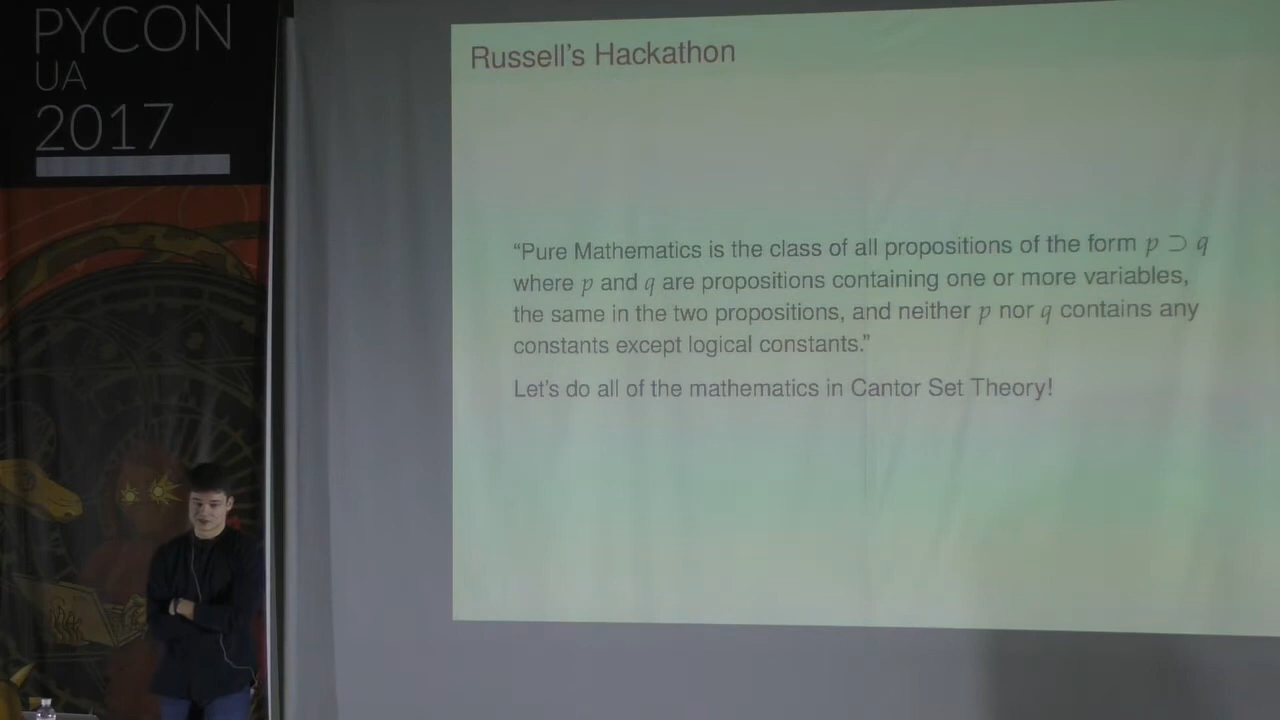 PYCON
UA
2017
Russell's Hackathon
“Pure Mathematics is the class of all propositions of the form p ⊃ q
where p and q are propositions containing one or more variables,
the same in the two propositions, and neither p nor q contains any
constants except logical constants.”
Let's do all of the mathematics in Cantor Set Theory!